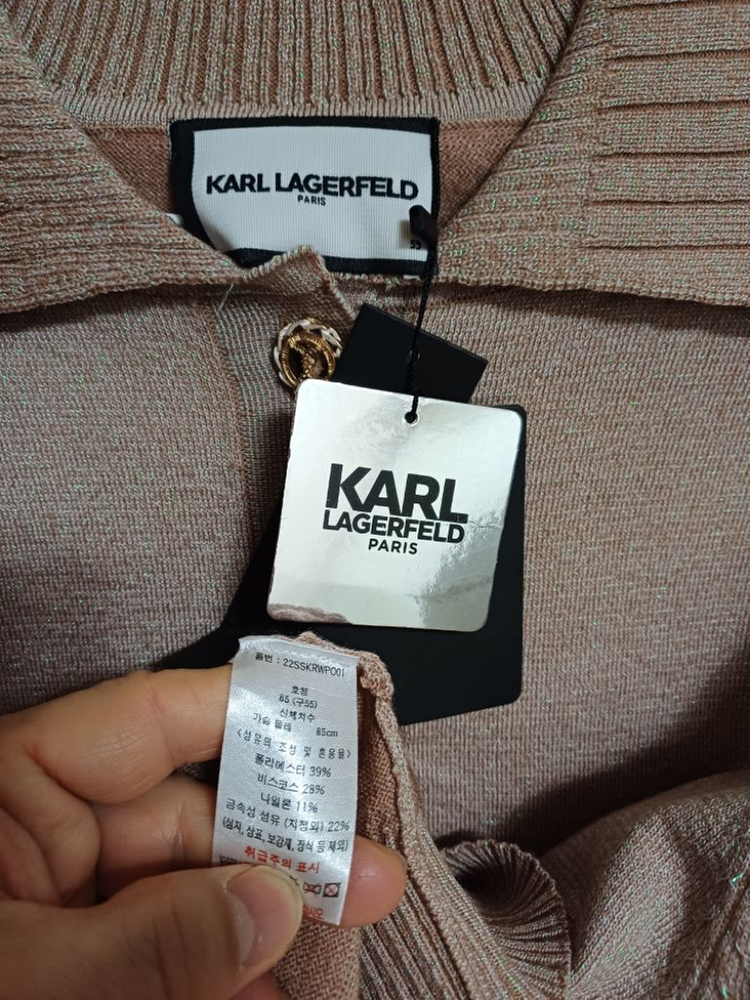 KARL LAGERFELD
PARIS
55
KARL
LAGERFELD
PARIS
품번 : 22SSKRWPO01
호칭
85 (구55)
신체치수
가슴 둘레 85cm
<섬유의 조성 및 혼용율>
폴리에스터 39%
비스코스 28%
나일론 11%
금속성 섬유 (지정외) 22%
(심지, 상표, 보강제, 장식 등 제외)
취급주의 표시